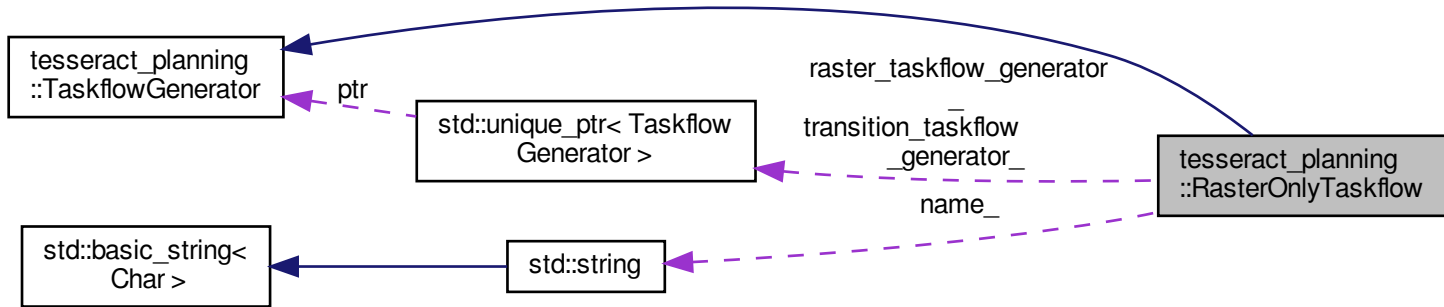 tesseract_planning
::TaskflowGenerator
ptr
std::unique_ptr< Taskflow
Generator >
raster_taskflow_generator
_
transition_taskflow
_generator_
name_
tesseract_planning
::RasterOnlyTaskflow
std::basic_string<
Char >
std::string